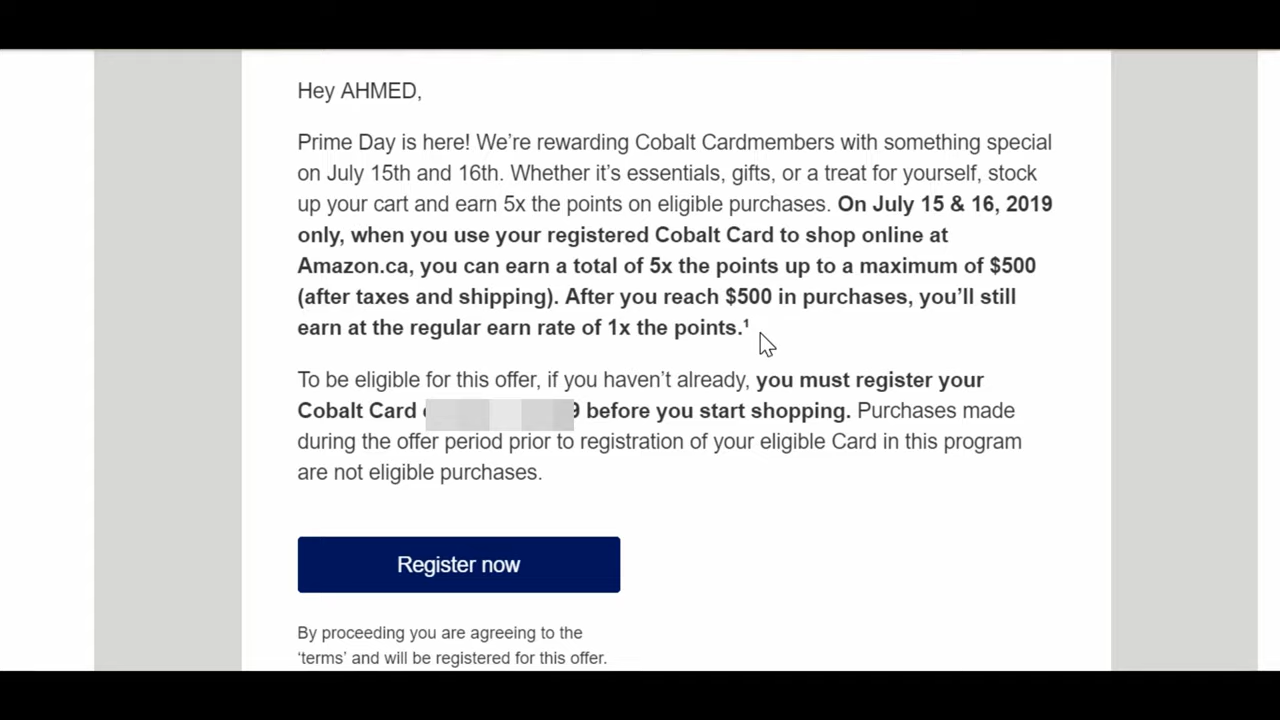 Hey AHMED,
Prime Day is here! We’re rewarding Cobalt Cardmembers with something special
on July 15th and 16th. Whether it’s essentials, gifts, or a treat for yourself, stock
up your cart and earn 5x the points on eligible purchases. On July 15 & 16, 2019
only, when you use your registered Cobalt Card to shop online at
Amazon.ca, you can earn a total of 5x the points up to a maximum of $500
(after taxes and shipping). After you reach $500 in purchases, you’ll still
earn at the regular earn rate of 1x the points.¹
To be eligible for this offer, if you haven’t already, you must register your
Cobalt Card 9 before you start shopping. Purchases made
during the offer period prior to registration of your eligible Card in this program
are not eligible purchases.
Register now
By proceeding you are agreeing to the
‘terms’ and will be registered for this offer.